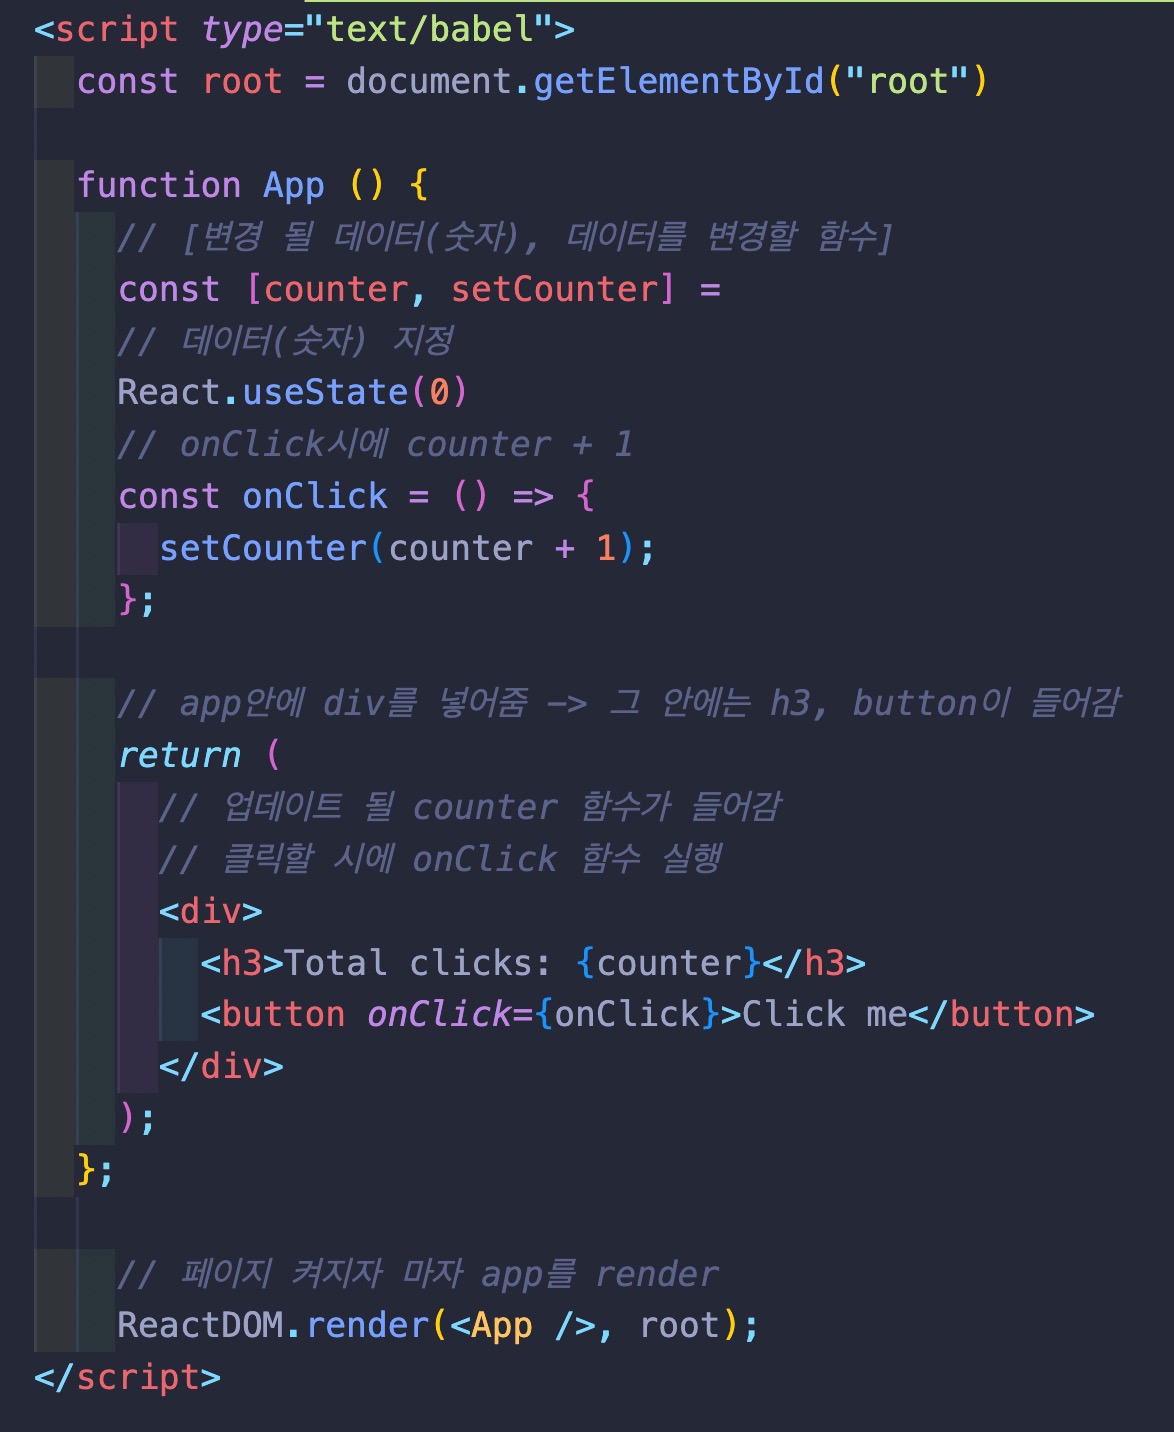 <script type="text/babel">
const root = document.getElementById("root")
function App () {
// [변경 될 데이터(숫자), 데이터를 변경할 함수]
const [counter, setCounter] =
// 데이터(숫자) 지정
React.useState(0)
// onClick시에 counter + 1
const onClick = () => {
setCounter(counter + 1);
};
// app안에 div를 넣어줌 -> 그 안에는 h3, button이 들어감
return (
// 업데이트 될 counter 함수가 들어감
// 클릭할 시에 onClick 함수 실행
<div>
<h3>Total clicks: {counter}</h3>
<button onClick={onClick}>Click me</button>
</div>
);
};
// 페이지 켜지자 마자 app를 render
ReactDOM.render(<App />, root);
</script>